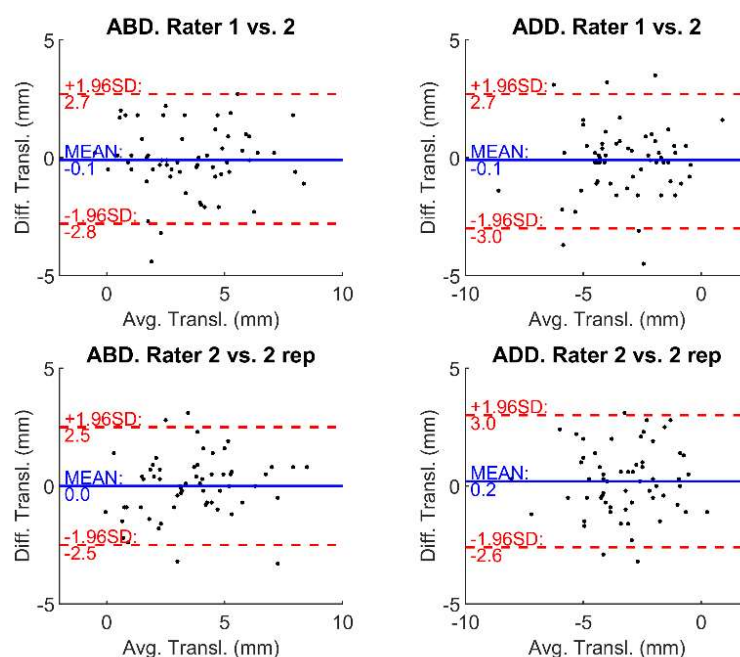 ABD. Rater 1 vs. 2
5
+1.96SD:
2.7
MEAN:
-0.1
-1.96SD:
-2.8
0
-5
Diff. Transl. (mm)
0 5 10
Avg. Transl. (mm)
ADD. Rater 1 vs. 2
5
+1.96SD:
2.7
MEAN:
-0.1
-1.96SD:
-3.0
0
-5
Diff. Transl. (mm)
-10 -5 0
Avg. Transl. (mm)
ABD. Rater 2 vs. 2 rep
5
+1.96SD:
2.5
MEAN:
0.0
-1.96SD:
-2.5
0
-5
Diff. Transl. (mm)
0 5 10
Avg. Transl. (mm)
ADD. Rater 2 vs. 2 rep
5
+1.96SD:
3.0
MEAN:
0.2
-1.96SD:
-2.6
0
-5
Diff. Transl. (mm)
-10 -5 0
Avg. Transl. (mm)